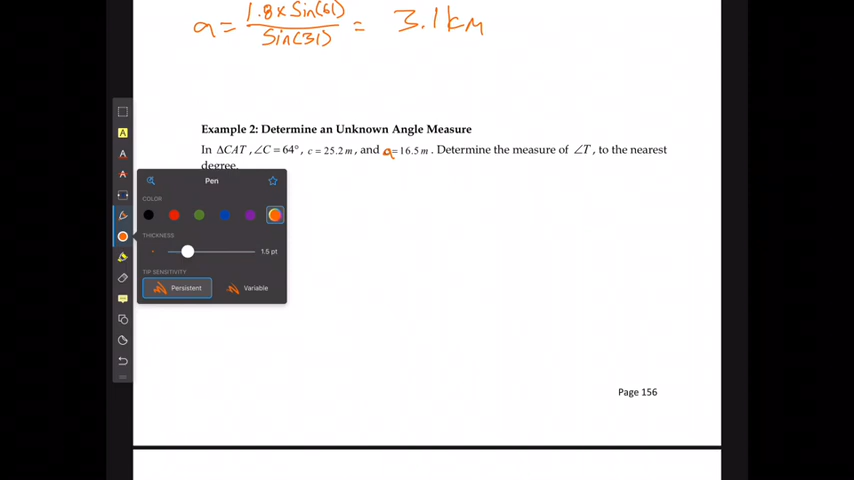 a = 1.8 x Sin(61) / Sin(31) = 3.1 km
Example 2: Determine an Unknown Angle Measure
In ΔCAT, ∠C = 64°, c = 25.2 m, and a = 16.5 m. Determine the measure of ∠T, to the nearest
degree.
Pen
COLOR
THICKNESS
1.5 pt
TIP SENSITIVITY
Persistent
Variable
Page 156